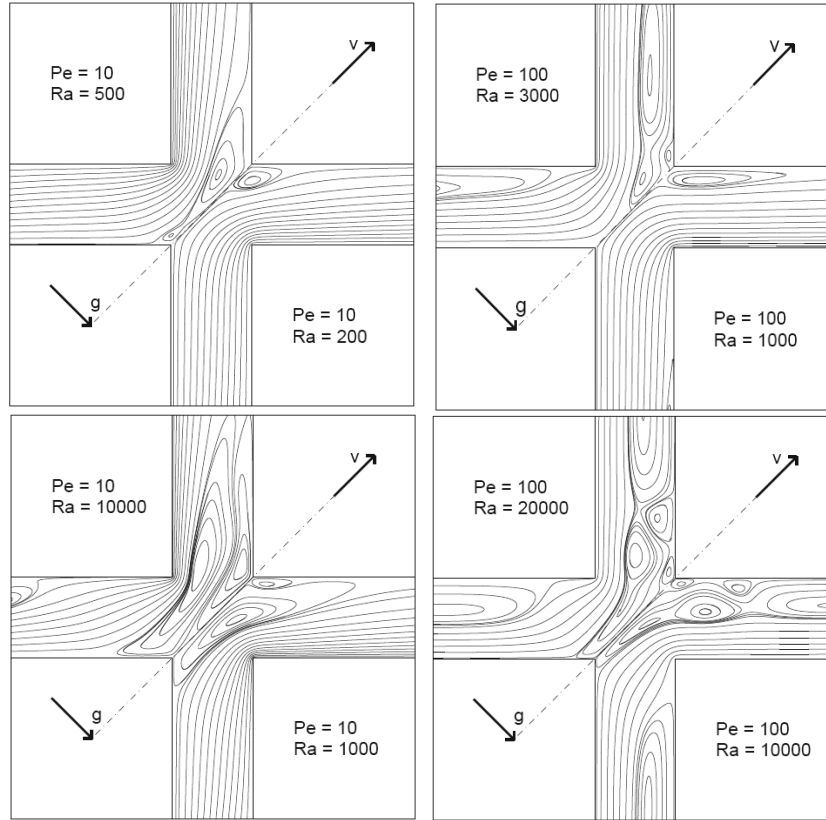 v
Pe = 10
Ra = 500
g
Pe = 10
Ra = 200
v
Pe = 100
Ra = 3000
g
Pe = 100
Ra = 1000
v
Pe = 10
Ra = 10000
g
Pe = 10
Ra = 1000
v
Pe = 100
Ra = 20000
g
Pe = 100
Ra = 10000